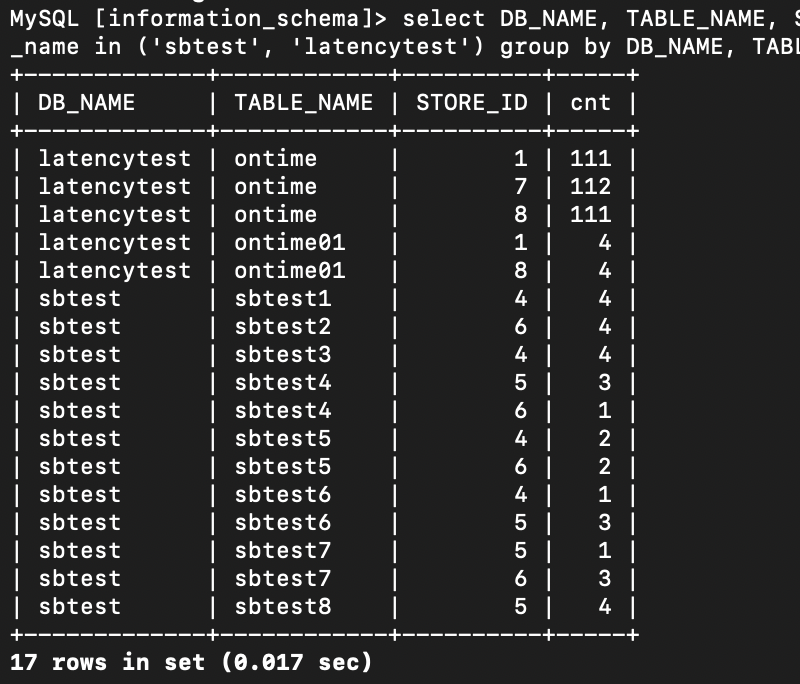 MySQL [information_schema]> select DB_NAME, TABLE_NAME, S
_name in ('sbtest', 'latencytest') group by DB_NAME, TABL
+--------------+-------------+----------+-----+
| DB_NAME      | TABLE_NAME | STORE_ID | cnt |
+--------------+-------------+----------+-----+
| latencytest | ontime     |        1 | 111 |
| latencytest | ontime     |        7 | 112 |
| latencytest | ontime     |        8 | 111 |
| latencytest | ontime01   |        1 |   4 |
| latencytest | ontime01   |        8 |   4 |
| sbtest      | sbtest1    |        4 |   4 |
| sbtest      | sbtest2    |        6 |   4 |
| sbtest      | sbtest3    |        4 |   4 |
| sbtest      | sbtest4    |        5 |   3 |
| sbtest      | sbtest4    |        6 |   1 |
| sbtest      | sbtest5    |        4 |   2 |
| sbtest      | sbtest5    |        6 |   2 |
| sbtest      | sbtest6    |        4 |   1 |
| sbtest      | sbtest6    |        5 |   3 |
| sbtest      | sbtest7    |        5 |   1 |
| sbtest      | sbtest7    |        6 |   3 |
| sbtest      | sbtest8    |        5 |   4 |
+--------------+-------------+----------+-----+
17 rows in set (0.017 sec)